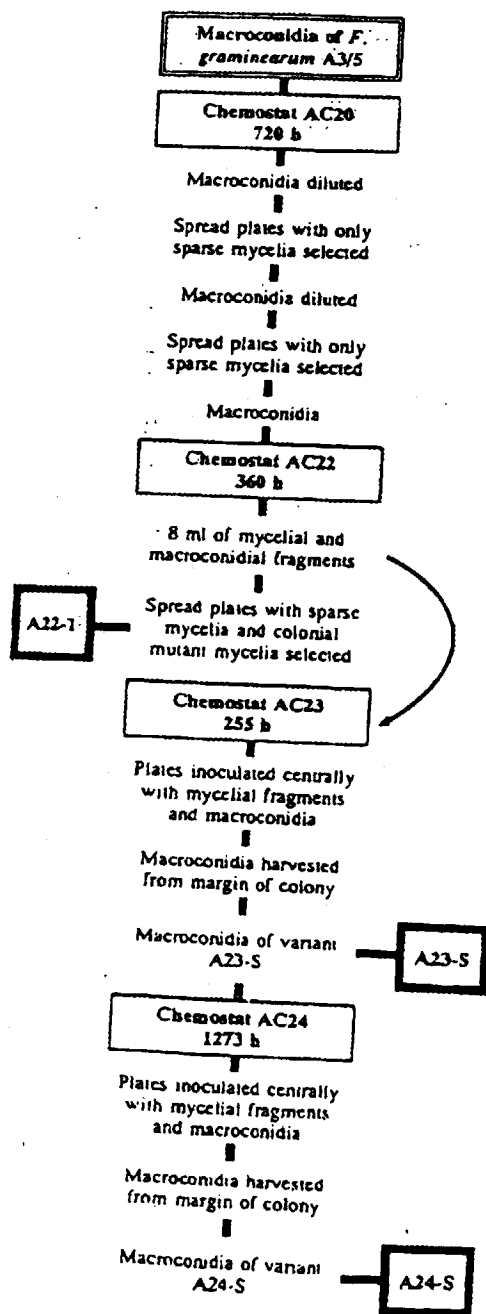 Macroconidia of F.
graminearum A3/5
Chemostat AC20
720 h
Macroconidia diluted
Spread plates with only
sparse mycelia selected
Macroconidia diluted
Spread plates with only
sparse mycelia selected
Macroconidia
Chemostat AC22
360 h
8 ml of mycelial and
macroconidial fragments
A22-1
Spread plates with sparse
mycelia and colonial
mutant mycelia selected
Chemostat AC23
255 h
Plates inoculated centrally
with mycelial fragments
and macroconidia
Macroconidia harvested
from margin of colony
Macroconidia of variant
A23-S
A23-S
Chemostat AC24
1273 h
Plates inoculated centrally
with mycelial fragments
and macroconidia
Macroconidia harvested
from margin of colony
Macroconidia of variant
A24-S
A24-S